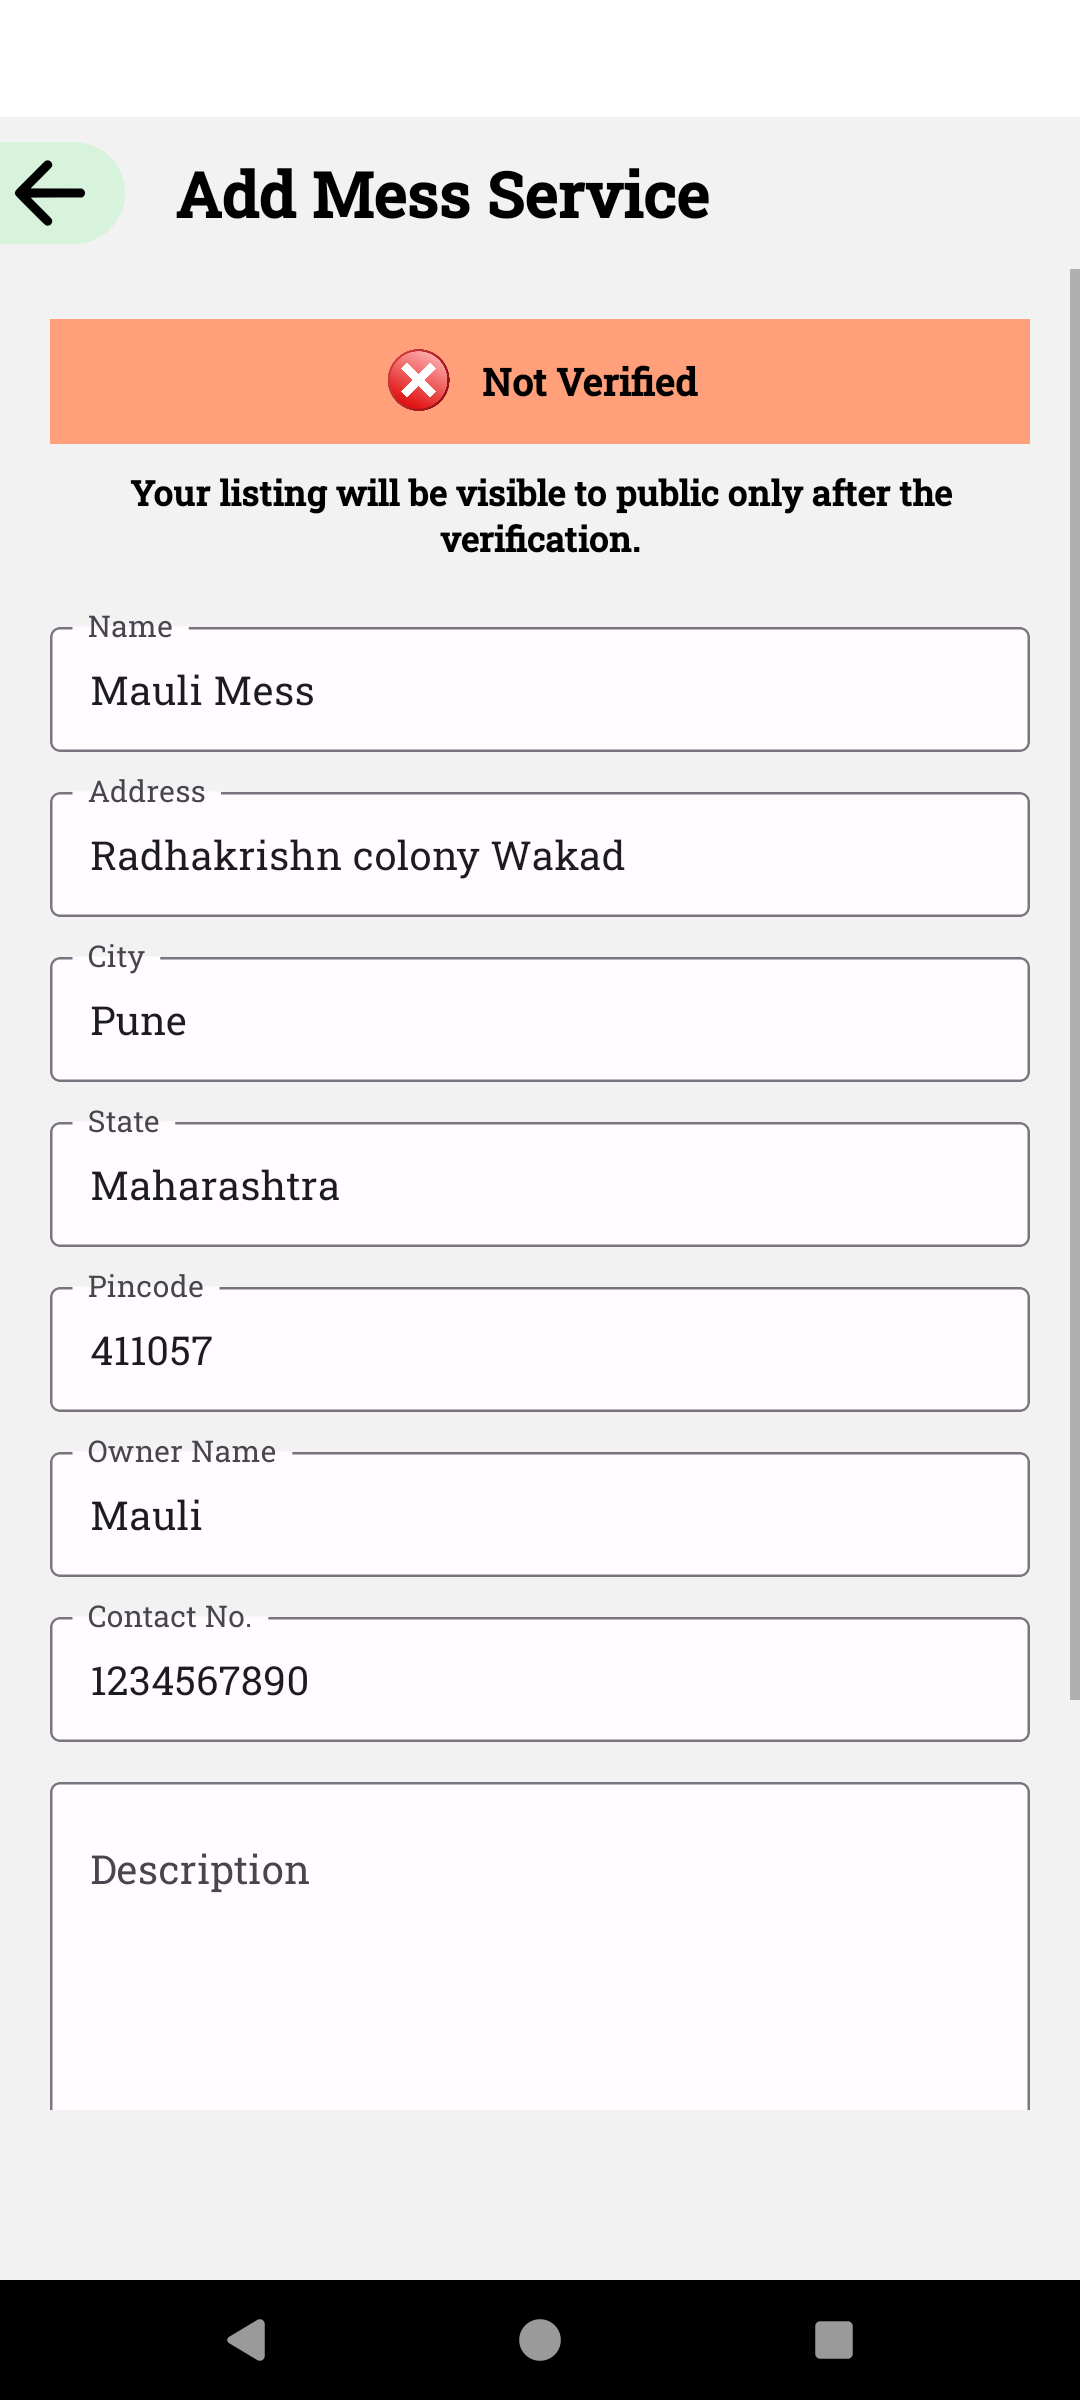 Add Mess Service
Not Verified
Your listing will be visible to public only after the
verification.
Name
Mauli Mess
Address
Radhakrishn colony Wakad
City
Pune
State
Maharashtra
Pincode
411057
Owner Name
Mauli
Contact No.
1234567890
Description